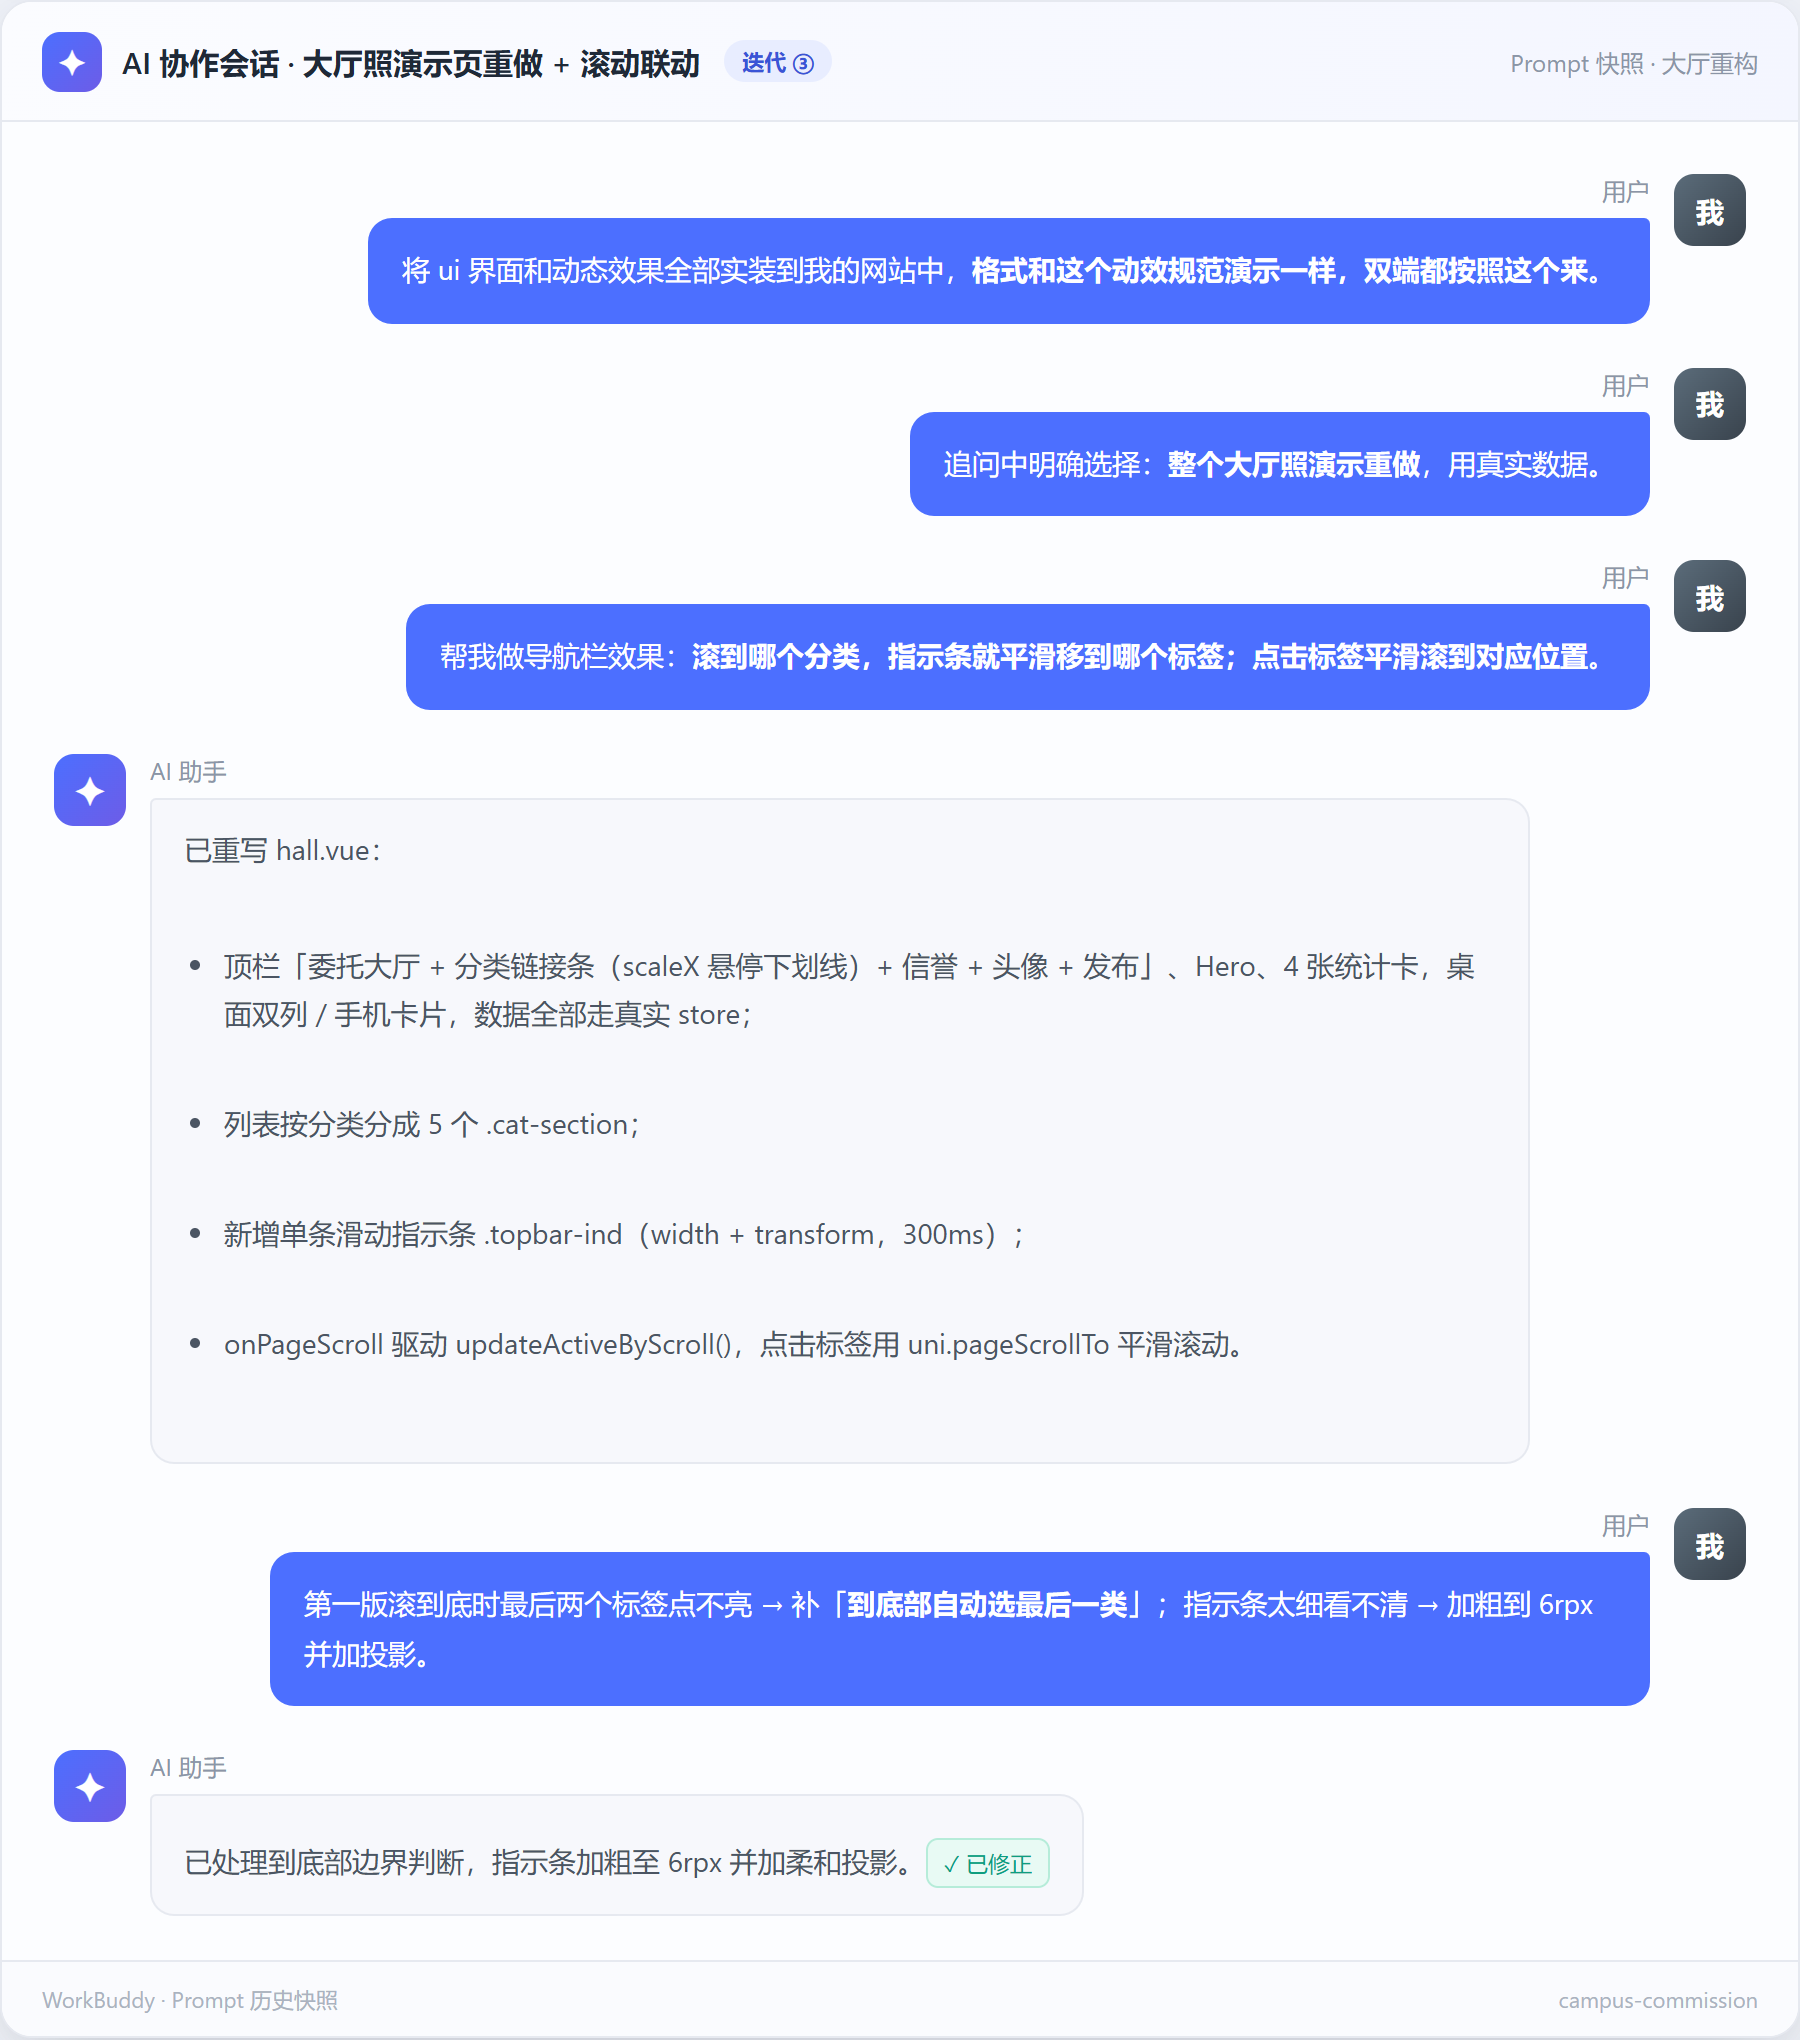 AI 协作会话 · 大厅照演示页重做 + 滚动联动
迭代 ③
Prompt 快照 · 大厅重构
用户
我
将 ui 界面和动态效果全部实装到我的网站中，格式和这个动效规范演示一样，双端都按照这个来。
用户
我
追问中明确选择：整个大厅照演示重做，用真实数据。
用户
我
帮我做导航栏效果：滚到哪个分类，指示条就平滑移到哪个标签；点击标签平滑滚到对应位置。
AI 助手
已重写 hall.vue：
• 顶栏「委托大厅 + 分类链接条（scaleX 悬停下划线）+ 信誉 + 头像 + 发布」、Hero、4 张统计卡，桌
面双列 / 手机卡片，数据全部走真实 store；
• 列表按分类分成 5 个 .cat-section；
• 新增单条滑动指示条 .topbar-ind（width + transform，300ms）；
• onPageScroll 驱动 updateActiveByScroll()，点击标签用 uni.pageScrollTo 平滑滚动。
用户
我
第一版滚到底时最后两个标签点不亮 → 补「到底部自动选最后一类」；指示条太细看不清 → 加粗到 6rpx
并加投影。
AI 助手
已处理到底部边界判断，指示条加粗至 6rpx 并加柔和投影。 ✓ 已修正
WorkBuddy · Prompt 历史快照
campus-commission